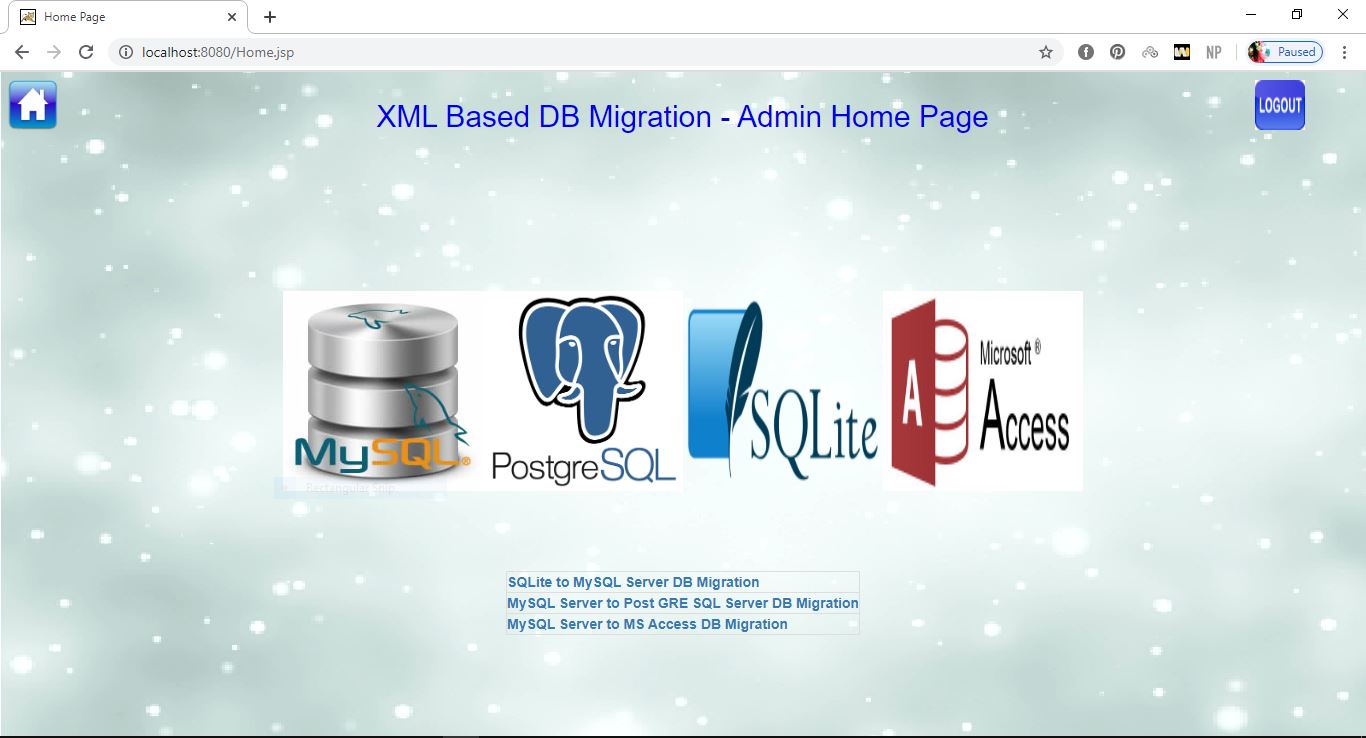 Home Page
localhost:8080/Home.jsp
NP
Paused
XML Based DB Migration - Admin Home Page
LOGOUT
MySQL®
PostgreSQL
SQLite
A
Microsoft ®
Access
Rectangular Snip
SQLite to MySQL Server DB Migration
MySQL Server to Post GRE SQL Server DB Migration
MySQL Server to MS Access DB Migration